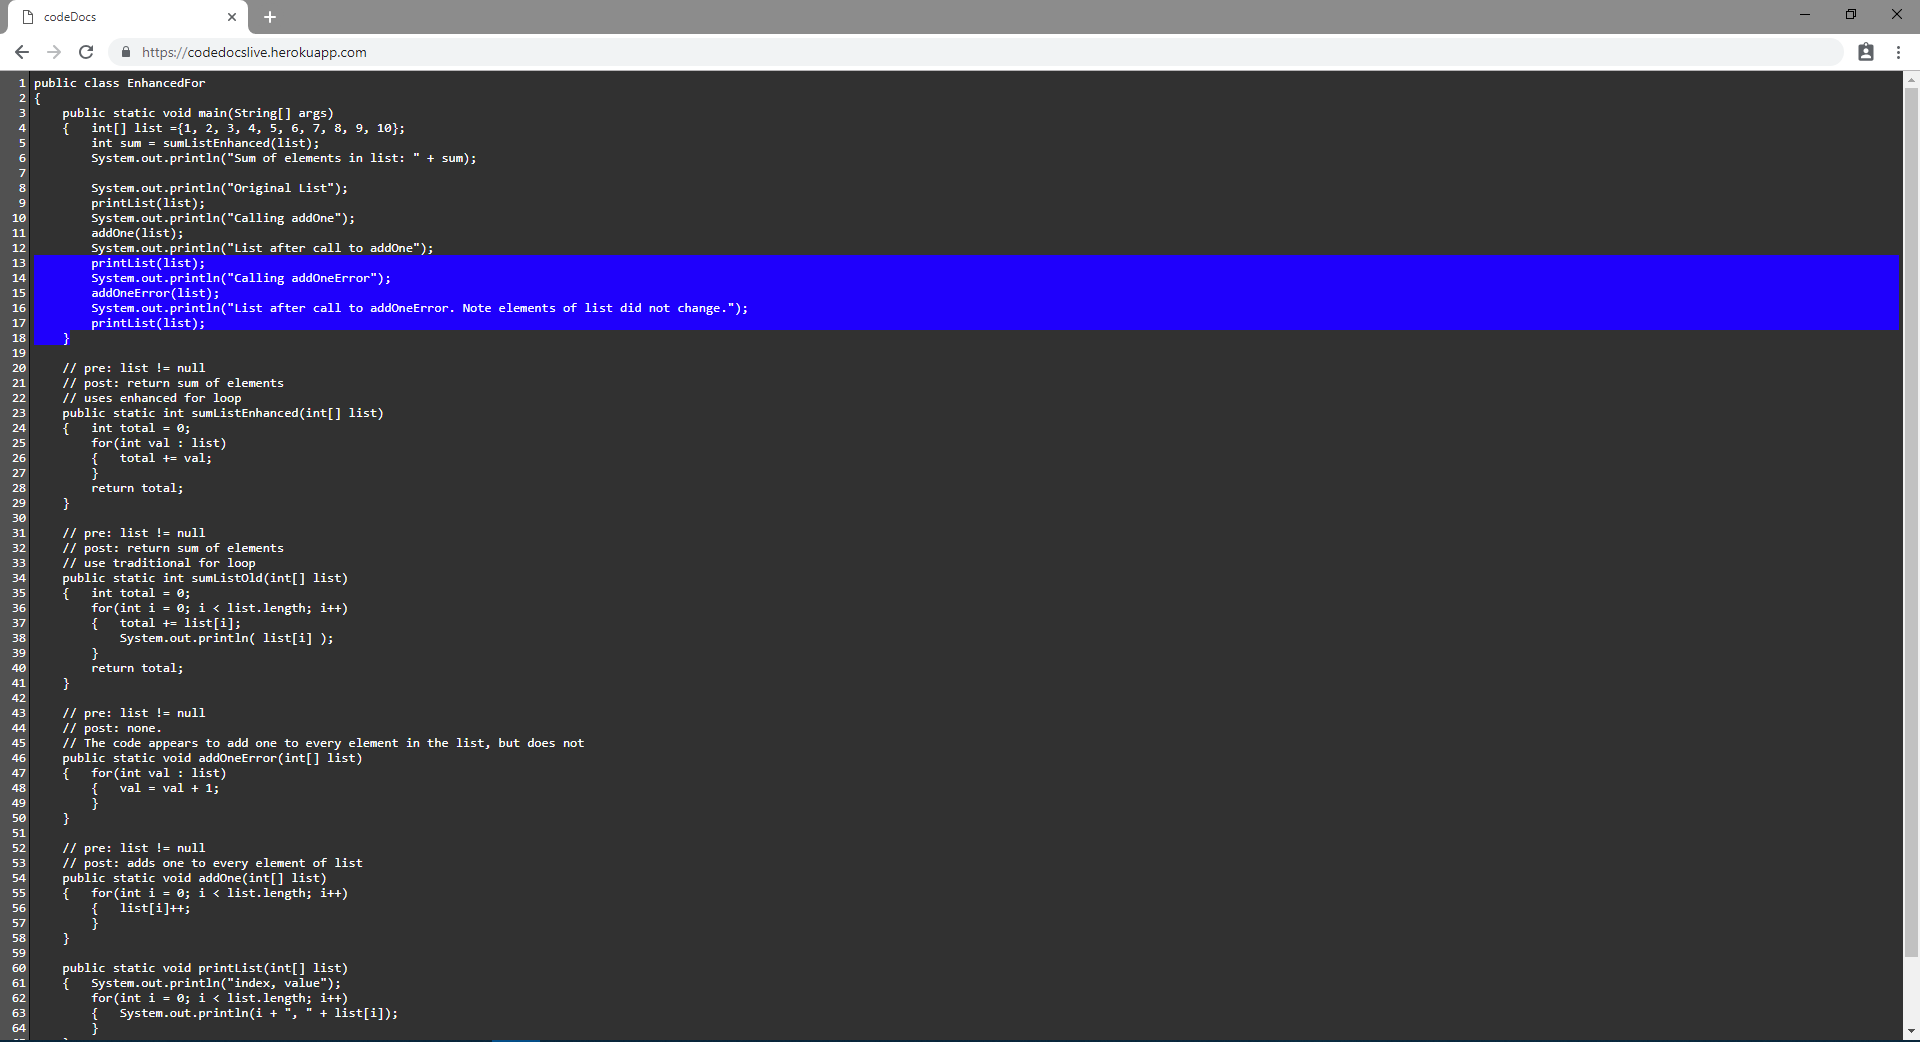 codeDocs
https://codedocslive.herokuapp.com
1 public class EnhancedFor
2 {
3     public static void main(String[] args)
4     {   int[] list ={1, 2, 3, 4, 5, 6, 7, 8, 9, 10};
5         int sum = sumListEnhanced(list);
6         System.out.println("Sum of elements in list: " + sum);
7
8         System.out.println("Original List");
9         printList(list);
10         System.out.println("Calling addOne");
11         addOne(list);
12         System.out.println("List after call to addOne");
13         printList(list);
14         System.out.println("Calling addOneError");
15         addOneError(list);
16         System.out.println("List after call to addOneError. Note elements of list did not change.");
17         printList(list);
18     }
19
20     // pre: list != null
21     // post: return sum of elements
22     // uses enhanced for loop
23     public static int sumListEnhanced(int[] list)
24     {   int total = 0;
25         for(int val : list)
26         {   total += val;
27         }
28         return total;
29     }
30
31     // pre: list != null
32     // post: return sum of elements
33     // use traditional for loop
34     public static int sumListOld(int[] list)
35     {   int total = 0;
36         for(int i = 0; i < list.length; i++)
37         {   total += list[i];
38             System.out.println( list[i] );
39         }
40         return total;
41     }
42
43     // pre: list != null
44     // post: none.
45     // The code appears to add one to every element in the list, but does not
46     public static void addOneError(int[] list)
47     {   for(int val : list)
48         {   val = val + 1;
49         }
50     }
51
52     // pre: list != null
53     // post: adds one to every element of list
54     public static void addOne(int[] list)
55     {   for(int i = 0; i < list.length; i++)
56         {   list[i]++;
57         }
58     }
59
60     public static void printList(int[] list)
61     {   System.out.println("index, value");
62         for(int i = 0; i < list.length; i++)
63         {   System.out.println(i + ", " + list[i]);
64         }